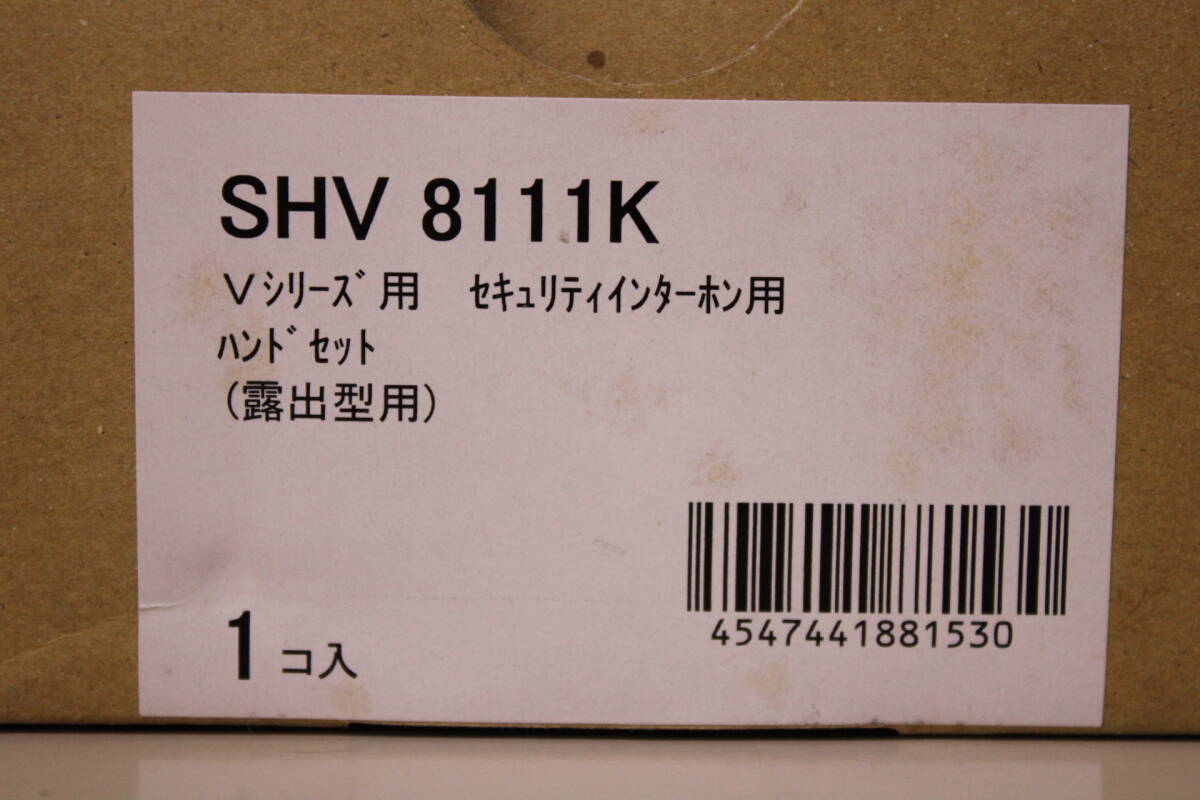 SHV 8111K
Vｼﾘｰｽﾞ用　ｾｷｭﾘﾃｨｲﾝﾀｰﾎﾝ用
ﾊﾝﾄﾞｾｯﾄ
(露出型用)
1 コ入
4547441881530